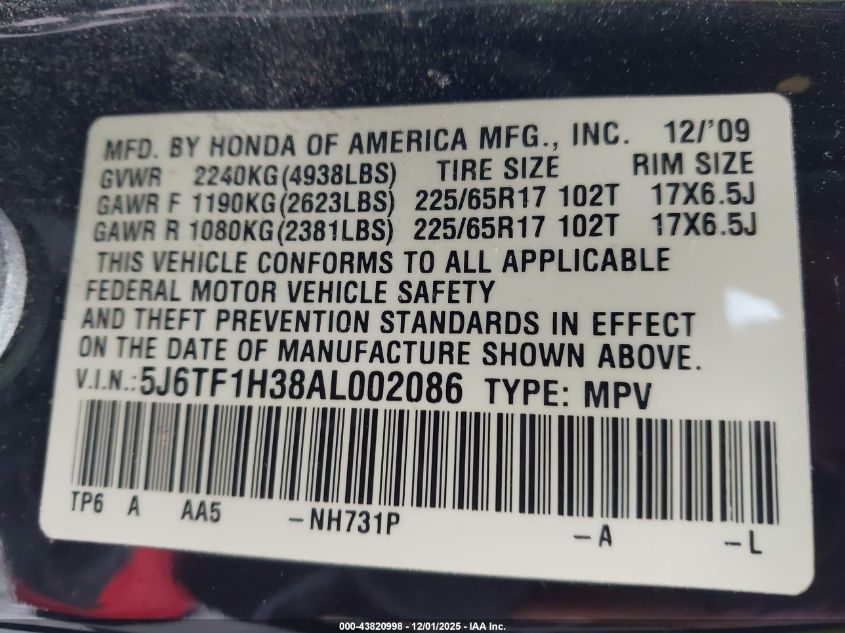 MFD. BY HONDA OF AMERICA MFG., INC. 12/'09
GVWR 2240KG(4938LBS) TIRE SIZE RIM SIZE
GAWR F 1190KG(2623LBS) 225/65R17 102T 17X6.5J
GAWR R 1080KG(2381LBS) 225/65R17 102T 17X6.5J
THIS VEHICLE CONFORMS TO ALL APPLICABLE
FEDERAL MOTOR VEHICLE SAFETY
AND THEFT PREVENTION STANDARDS IN EFFECT
ON THE DATE OF MANUFACTURE SHOWN ABOVE.
V.I.N.:5J6TF1H38AL002086 TYPE: MPV
TP6 A AA5 -NH731P -A -L
000-43820998 - 12/01/2025 - IAA Inc.